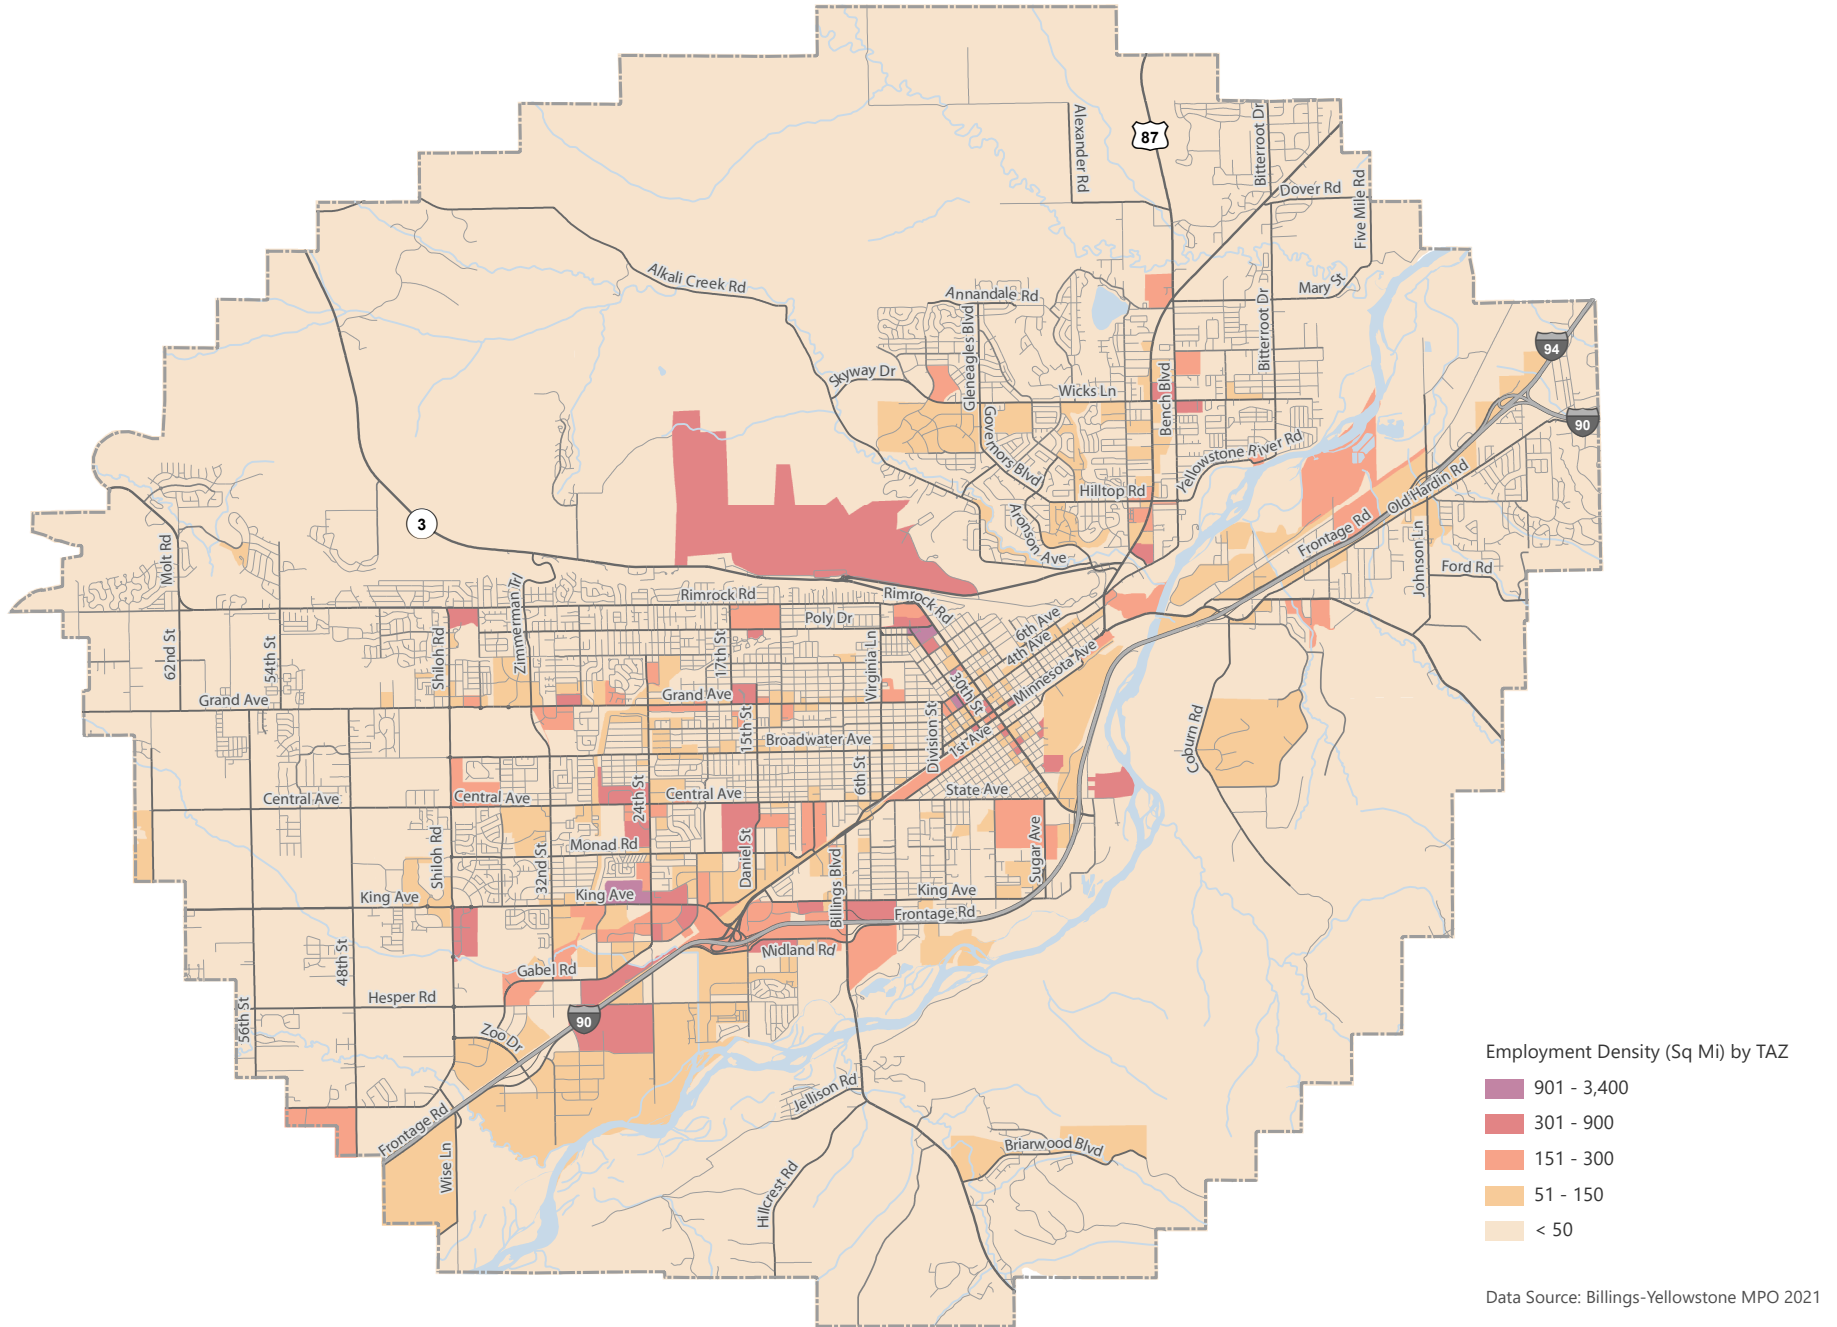 87
Alexander Rd
Bitterroot Dr
Dover Rd
Five Mile Rd
Alkali Creek Rd
Annandale Rd
Mary St
Gleneagles Blvd
Bitterroot Dr
94
Skyway Dr
Wicks Ln
Bench Blvd
90
Governors Blvd
Yellowstone River Rd
Hilltop Rd
Old Hardin Rd
3
Aronson Ave
Frontage Rd
Molt Rd
Johnson Ln
Ford Rd
Zimmerman Trl
Rimrock Rd
Rimrock Rd
Poly Dr
6th Ave
4th Ave
62nd St
54th St
Shiloh Rd
17th St
Virginia Ln
Minnesota Ave
Grand Ave
Grand Ave
30th St
15th St
Broadwater Ave
Division St
1st Ave
Coburn Rd
6th St
Central Ave
Central Ave
24th St
Central Ave
State Ave
Shiloh Rd
32nd St
Monad Rd
Daniel St
Billings Blvd
Sugar Ave
King Ave
King Ave
King Ave
Frontage Rd
48th St
Gabel Rd
Midland Rd
56th St
Hesper Rd
90
Zoo Dr
Employment Density (Sq Mi) by TAZ
901 - 3,400
301 - 900
151 - 300
51 - 150
< 50
Jellison Rd
Frontage Rd
Wise Ln
Hillcrest Rd
Briarwood Blvd
Data Source: Billings-Yellowstone MPO 2021